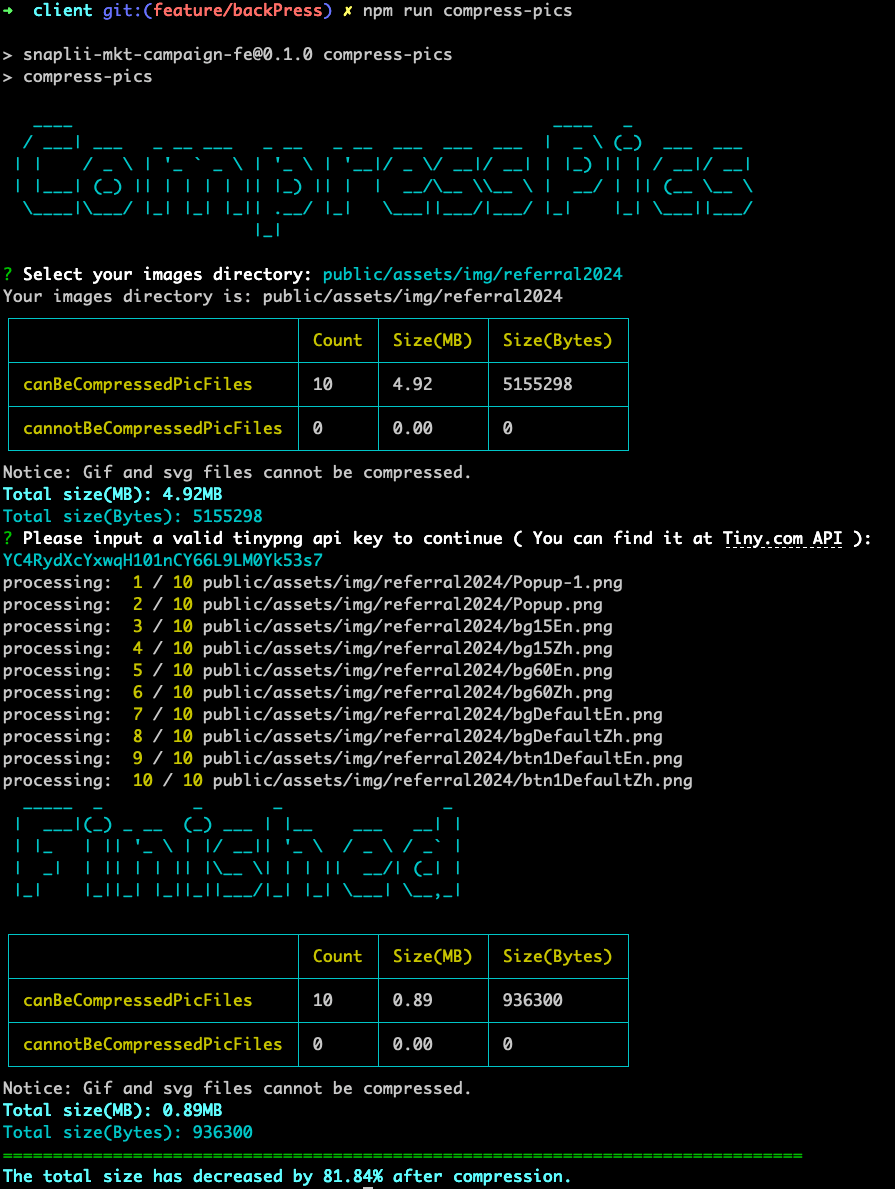 ➜  client git:(feature/backPress) ✗ npm run compress-pics
> snaplii-mkt-campaign-fe@0.1.0 compress-pics
> compress-pics
CompressPics
? Select your images directory: public/assets/img/referral2024
Your images directory is: public/assets/img/referral2024
Count Size(MB) Size(Bytes)
canBeCompressedPicFiles 10 4.92 5155298
cannotBeCompressedPicFiles 0 0.00 0
Notice: Gif and svg files cannot be compressed.
Total size(MB): 4.92MB
Total size(Bytes): 5155298
? Please input a valid tinypng api key to continue ( You can find it at Tiny.com API ):
YC4RydXcYxwqH101nCY66L9LM0Yk53s7
processing:  1 / 10 public/assets/img/referral2024/Popup-1.png
processing:  2 / 10 public/assets/img/referral2024/Popup.png
processing:  3 / 10 public/assets/img/referral2024/bg15En.png
processing:  4 / 10 public/assets/img/referral2024/bg15Zh.png
processing:  5 / 10 public/assets/img/referral2024/bg60En.png
processing:  6 / 10 public/assets/img/referral2024/bg60Zh.png
processing:  7 / 10 public/assets/img/referral2024/bgDefaultEn.png
processing:  8 / 10 public/assets/img/referral2024/bgDefaultZh.png
processing:  9 / 10 public/assets/img/referral2024/btn1DefaultEn.png
processing:  10 / 10 public/assets/img/referral2024/btn1DefaultZh.png
Finished
Count Size(MB) Size(Bytes)
canBeCompressedPicFiles 10 0.89 936300
cannotBeCompressedPicFiles 0 0.00 0
Notice: Gif and svg files cannot be compressed.
Total size(MB): 0.89MB
Total size(Bytes): 936300
================================================================================
The total size has decreased by 81.84% after compression.